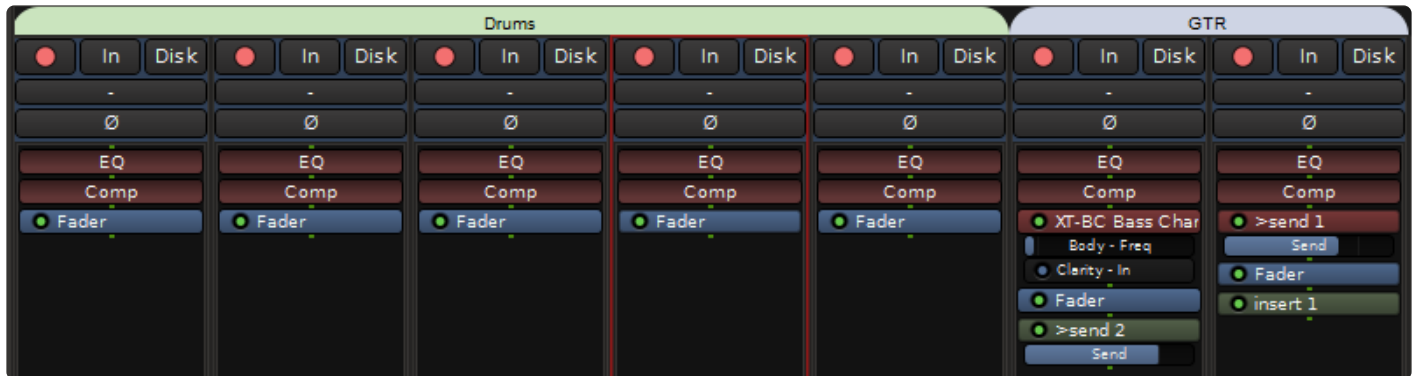 Drums GTR
In Disk In Disk In Disk In Disk In Disk In Disk In Disk
- - - - - - -
Ø Ø Ø Ø Ø Ø Ø
EQ EQ EQ EQ EQ EQ EQ
Comp Comp Comp Comp Comp Comp Comp
Fader Fader Fader Fader Fader XT-BC Bass Char >send 1
Body - Freq Send
Clarity - In Fader
Fader insert 1
>send 2
Send